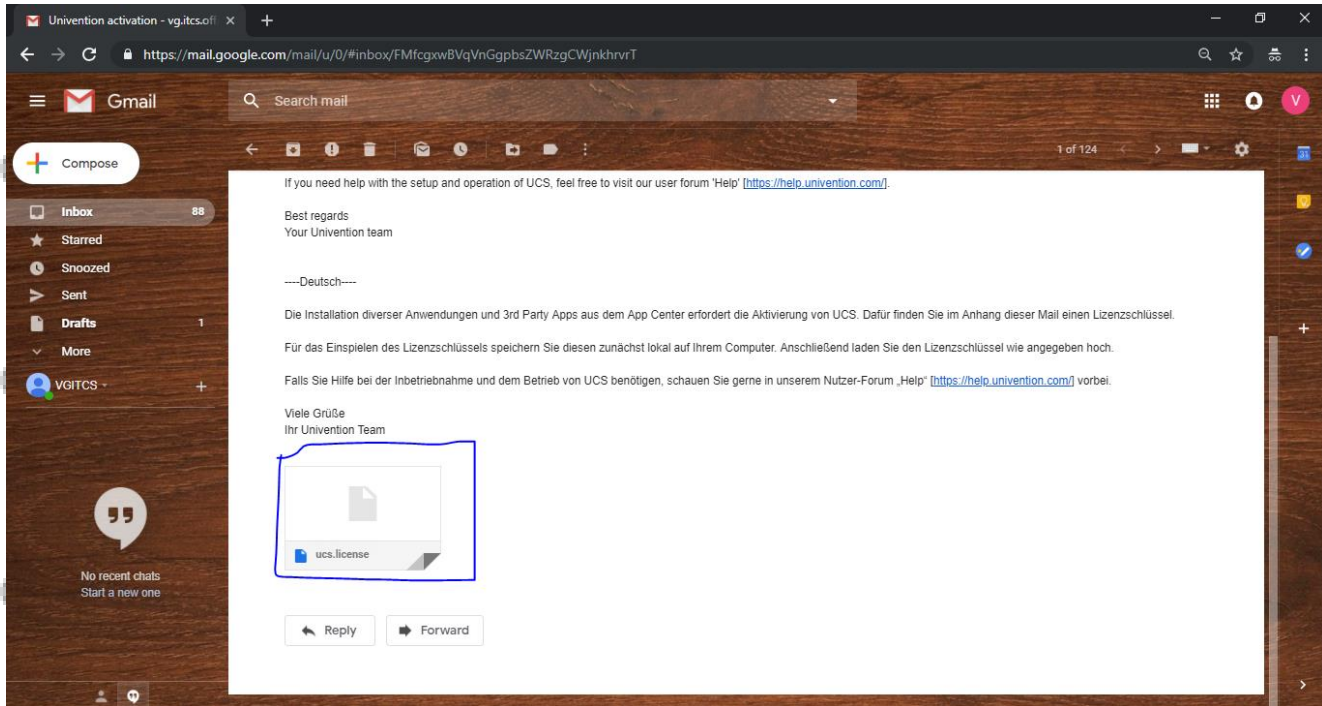 Univention activation - vg.itcs.off
https://mail.google.com/mail/u/0/#inbox/FMfcgxwBVqVnGgpbsZWRzgCWjnkhrvrT
Gmail
Search mail
V
Compose
1 of 124
31
Inbox 88
Starred
Snoozed
Sent
Drafts 1
More
VGITCS
No recent chats
Start a new one
If you need help with the setup and operation of UCS, feel free to visit our user forum 'Help' [https://help.univention.com/].
Best regards
Your Univention team
----Deutsch----
Die Installation diverser Anwendungen und 3rd Party Apps aus dem App Center erfordert die Aktivierung von UCS. Dafür finden Sie im Anhang dieser Mail einen Lizenzschlüssel.
Für das Einspielen des Lizenzschlüssels speichern Sie diesen zunächst lokal auf Ihrem Computer. Anschließend laden Sie den Lizenzschlüssel wie angegeben hoch.
Falls Sie Hilfe bei der Inbetriebnahme und dem Betrieb von UCS benötigen, schauen Sie gerne in unserem Nutzer-Forum „Help“ [https://help.univention.com/] vorbei.
Viele Grüße
Ihr Univention Team
ucs.license
Reply
Forward